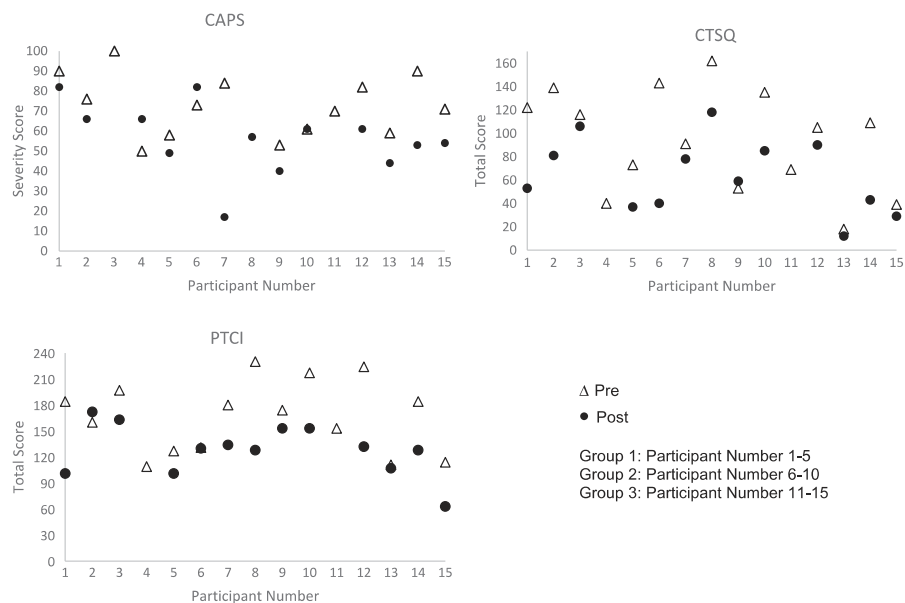 CAPS
Severity Score
100
90
80
70
60
50
40
30
20
10
0
1 2 3 4 5 6 7 8 9 10 11 12 13 14 15
Participant Number
CTSQ
Total Score
160
140
120
100
80
60
40
20
0
1 2 3 4 5 6 7 8 9 10 11 12 13 14 15
Participant Number
PTCI
Total Score
240
210
180
150
120
90
60
30
0
1 2 3 4 5 6 7 8 9 10 11 12 13 14 15
Participant Number
Pre
Post
Group 1: Participant Number 1-5
Group 2: Participant Number 6-10
Group 3: Participant Number 11-15